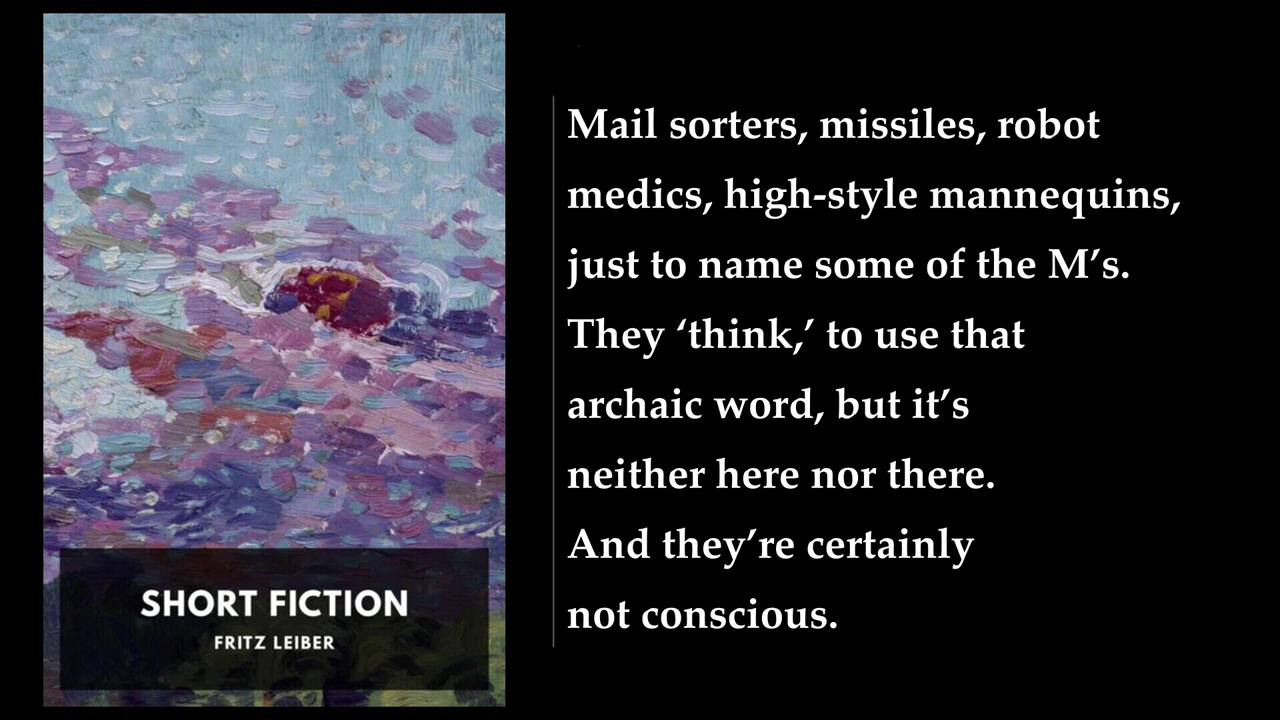 SHORT FICTION
FRITZ LEIBER
Mail sorters, missiles, robot
medics, high-style mannequins,
just to name some of the M’s.
They ‘think,’ to use that
archaic word, but it’s
neither here nor there.
And they’re certainly
not conscious.